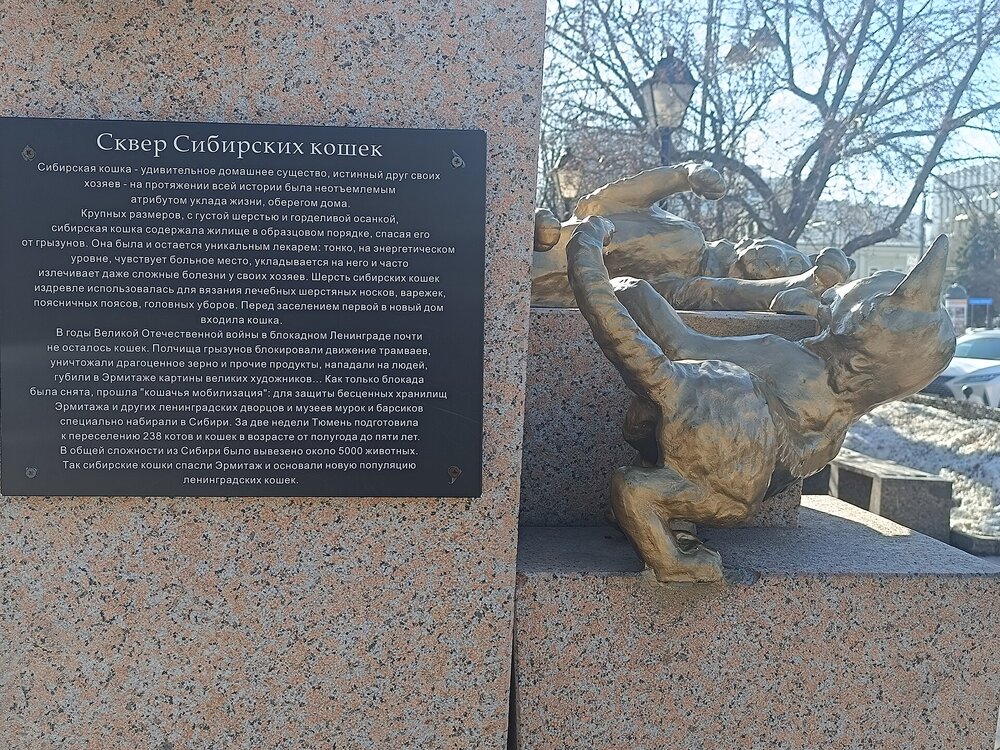 Сквер Сибирских кошек
Сибирская кошка - удивительное домашнее существо, истинный друг своих
хозяев - на протяжении всей истории была неотъемлемым
атрибутом уклада жизни, оберегом дома.
Крупных размеров, с густой шерстью и горделивой осанкой,
сибирская кошка содержала жилище в образцовом порядке, спасая его
от грызунов. Она была и остается уникальным лекарем: тонко, на энергетическом
уровне, чувствует больное место, укладывается на него и часто
излечивает даже сложные болезни у своих хозяев. Шерсть сибирских кошек
издревле использовалась для вязания лечебных шерстяных носков, варежек,
поясничных поясов, головных уборов. Перед заселением первой в новый дом
входила кошка.
В годы Великой Отечественной войны в блокадном Ленинграде почти
не осталось кошек. Полчища грызунов блокировали движение трамваев,
уничтожали драгоценное зерно и прочие продукты, нападали на людей,
губили в Эрмитаже картины великих художников... Как только блокада
была снята, прошла "кошачья мобилизация": для защиты бесценных хранилищ
Эрмитажа и других ленинградских дворцов и музеев мурок и барсиков
специально набирали в Сибири. За две недели Тюмень подготовила
к переселению 238 котов и кошек в возрасте от полугода до пяти лет.
В общей сложности из Сибири было вывезено около 5000 животных.
Так сибирские кошки спасли Эрмитаж и основали новую популяцию
ленинградских кошек.